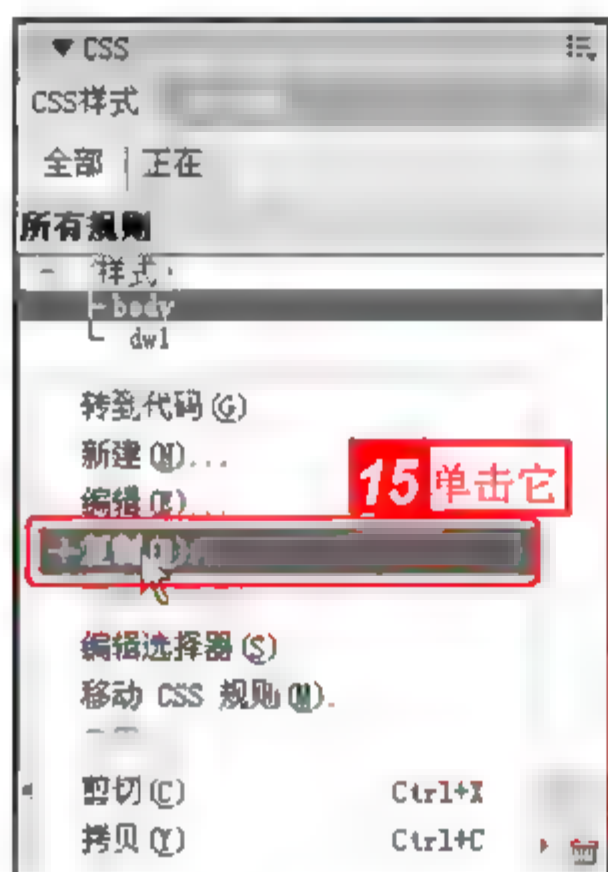 ▼ CSS
CSS样式
全部 正在
所有规则
- 样式
body
dw1
转到代码(G)
新建(N)...
编辑(E)...
15 单击它
编辑选择器(S)
移动 CSS 规则(M).
剪切(C) Ctrl+X
拷贝(Y) Ctrl+C